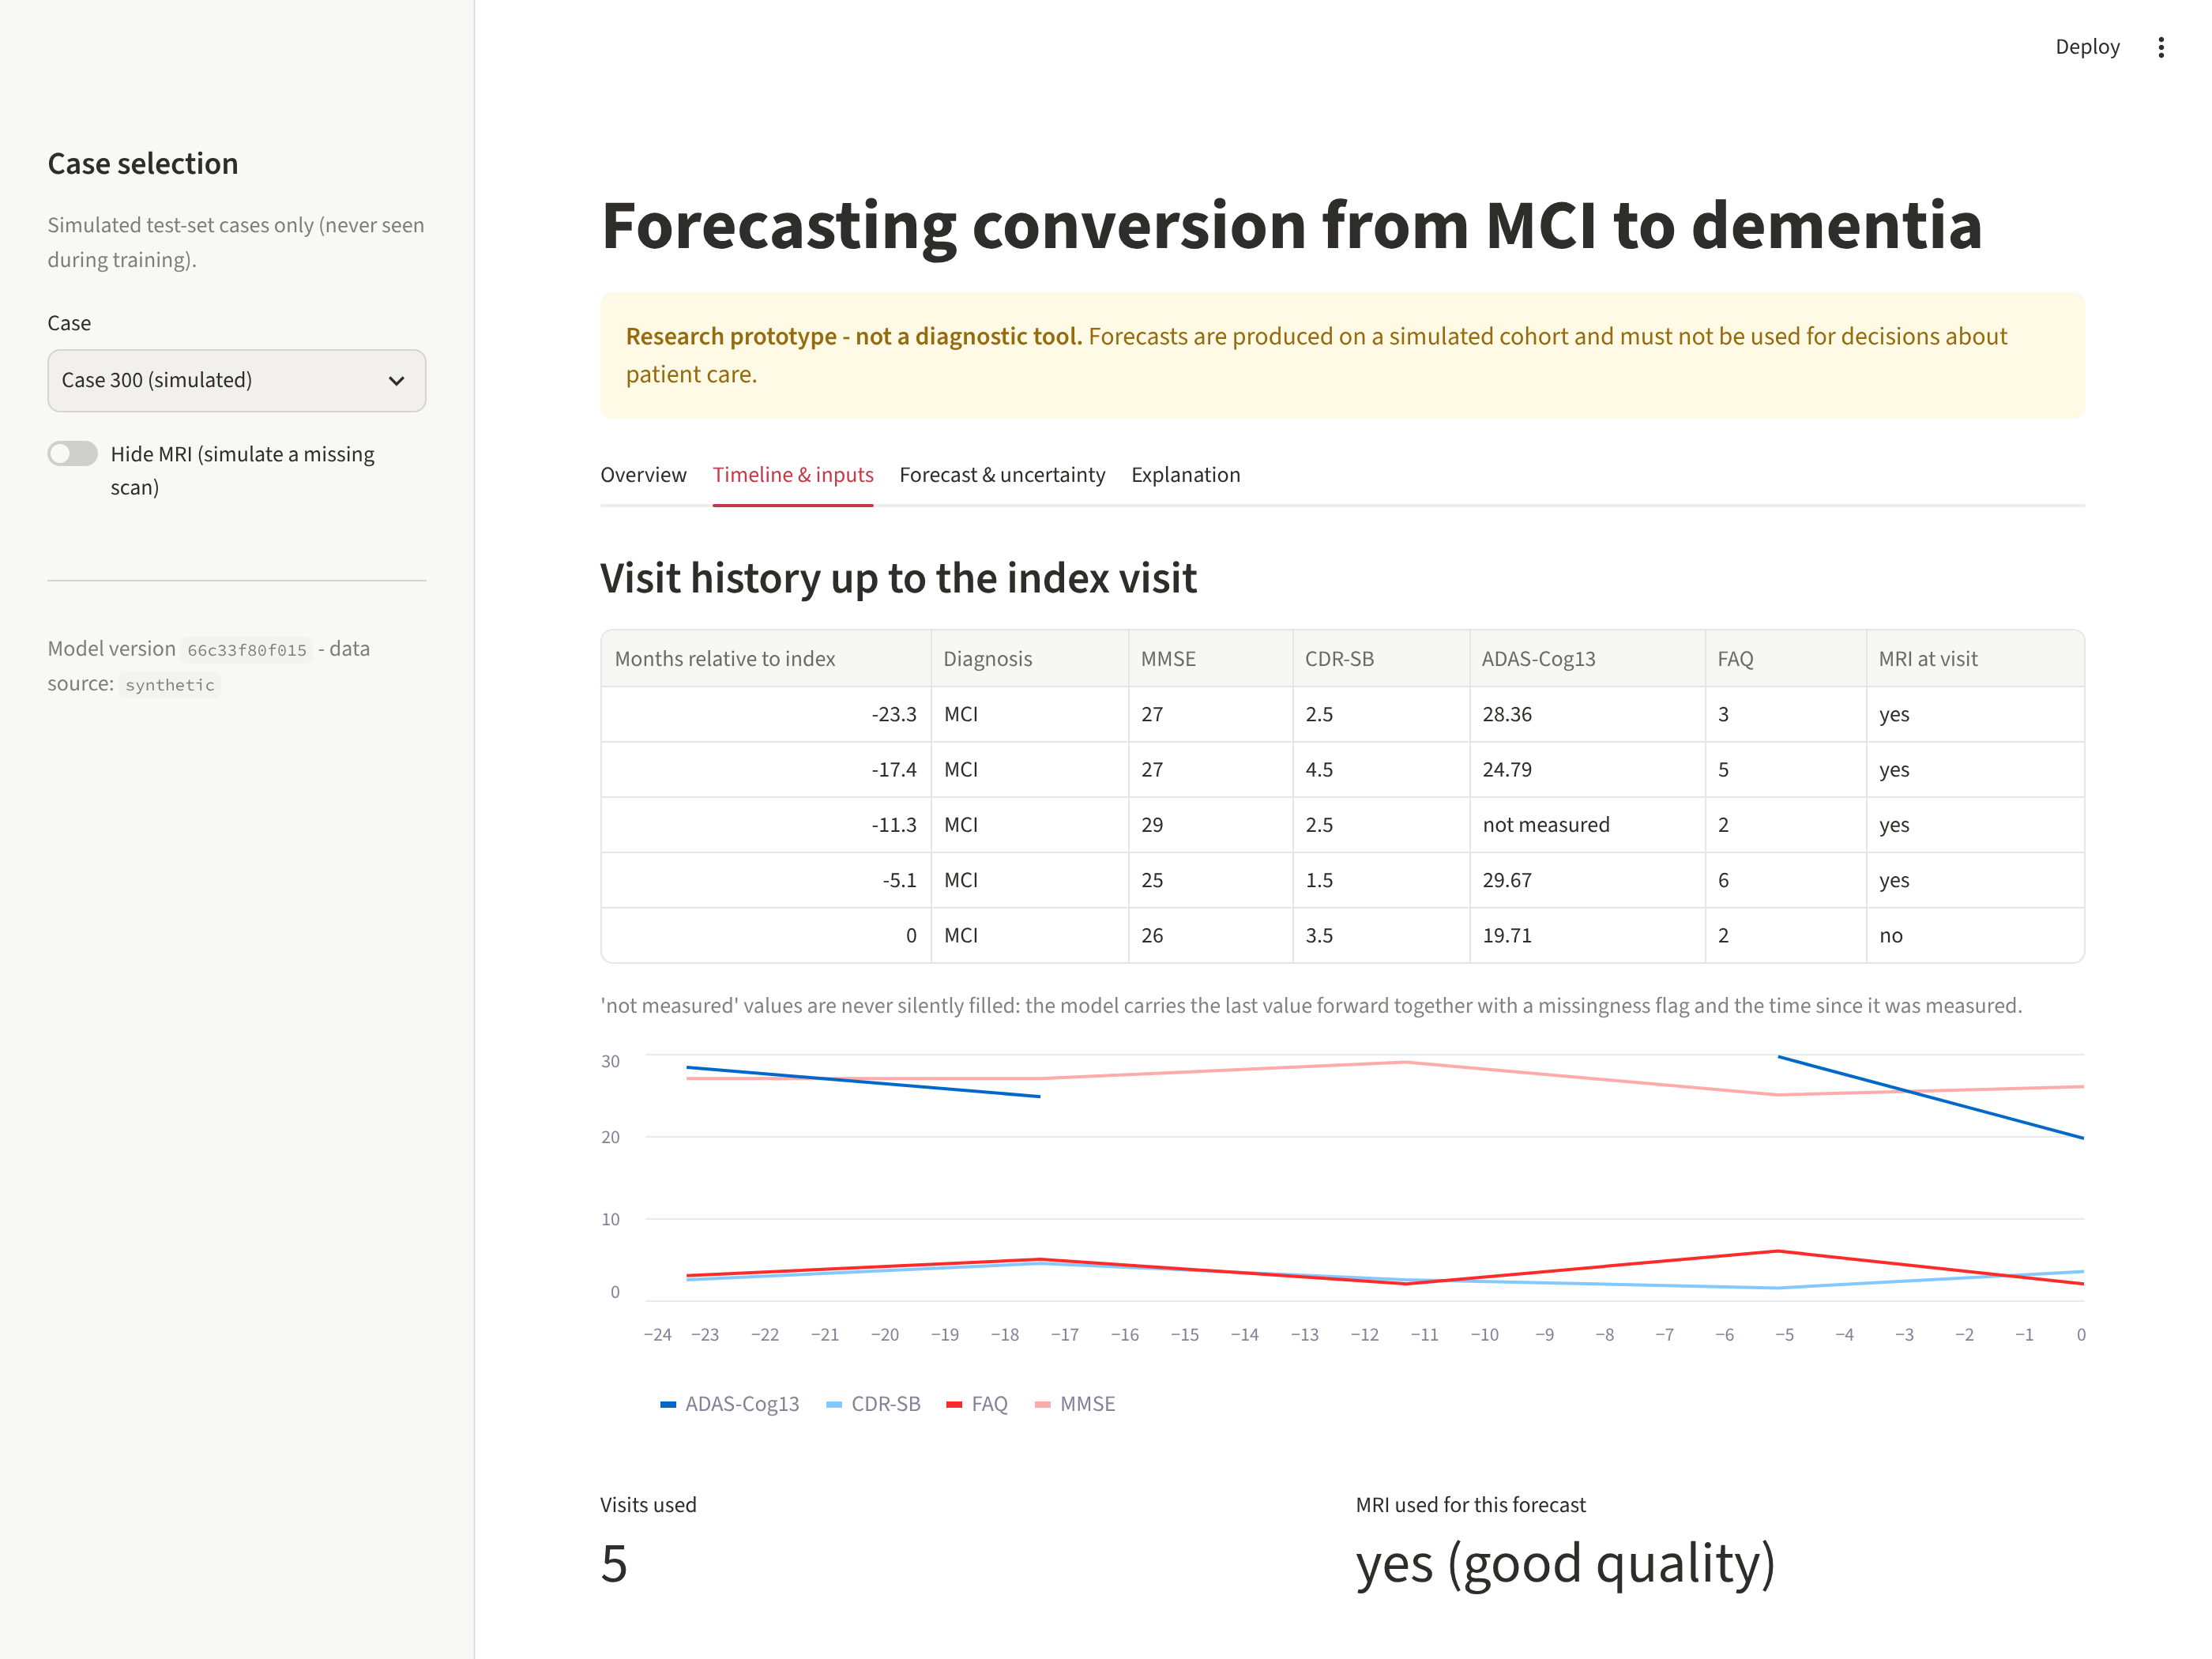 Deploy
Case selection
Simulated test-set cases only (never seen
during training).
Case
Case 300 (simulated)
Hide MRI (simulate a missing
scan)
Model version 66c33f80f015 - data
source: synthetic
Forecasting conversion from MCI to dementia
Research prototype - not a diagnostic tool. Forecasts are produced on a simulated cohort and must not be used for decisions about
patient care.
Overview Timeline & inputs Forecast & uncertainty Explanation
Visit history up to the index visit
Months relative to index Diagnosis MMSE CDR-SB ADAS-Cog13 FAQ MRI at visit
-23.3 MCI 27 2.5 28.36 3 yes
-17.4 MCI 27 4.5 24.79 5 yes
-11.3 MCI 29 2.5 not measured 2 yes
-5.1 MCI 25 1.5 29.67 6 yes
0 MCI 26 3.5 19.71 2 no
'not measured' values are never silently filled: the model carries the last value forward together with a missingness flag and the time since it was measured.
30
20
10
0
−24 −23 −22 −21 −20 −19 −18 −17 −16 −15 −14 −13 −12 −11 −10 −9 −8 −7 −6 −5 −4 −3 −2 −1 0
ADAS-Cog13 CDR-SB FAQ MMSE
Visits used
5
MRI used for this forecast
yes (good quality)